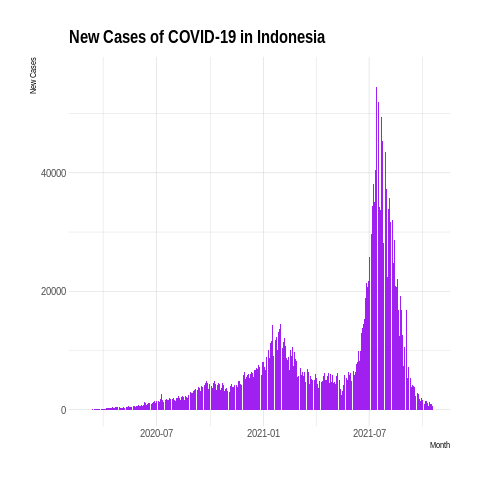 New Cases of COVID-19 in Indonesia
New Cases
40000
20000
0
2020-07
2021-01
2021-07
Month